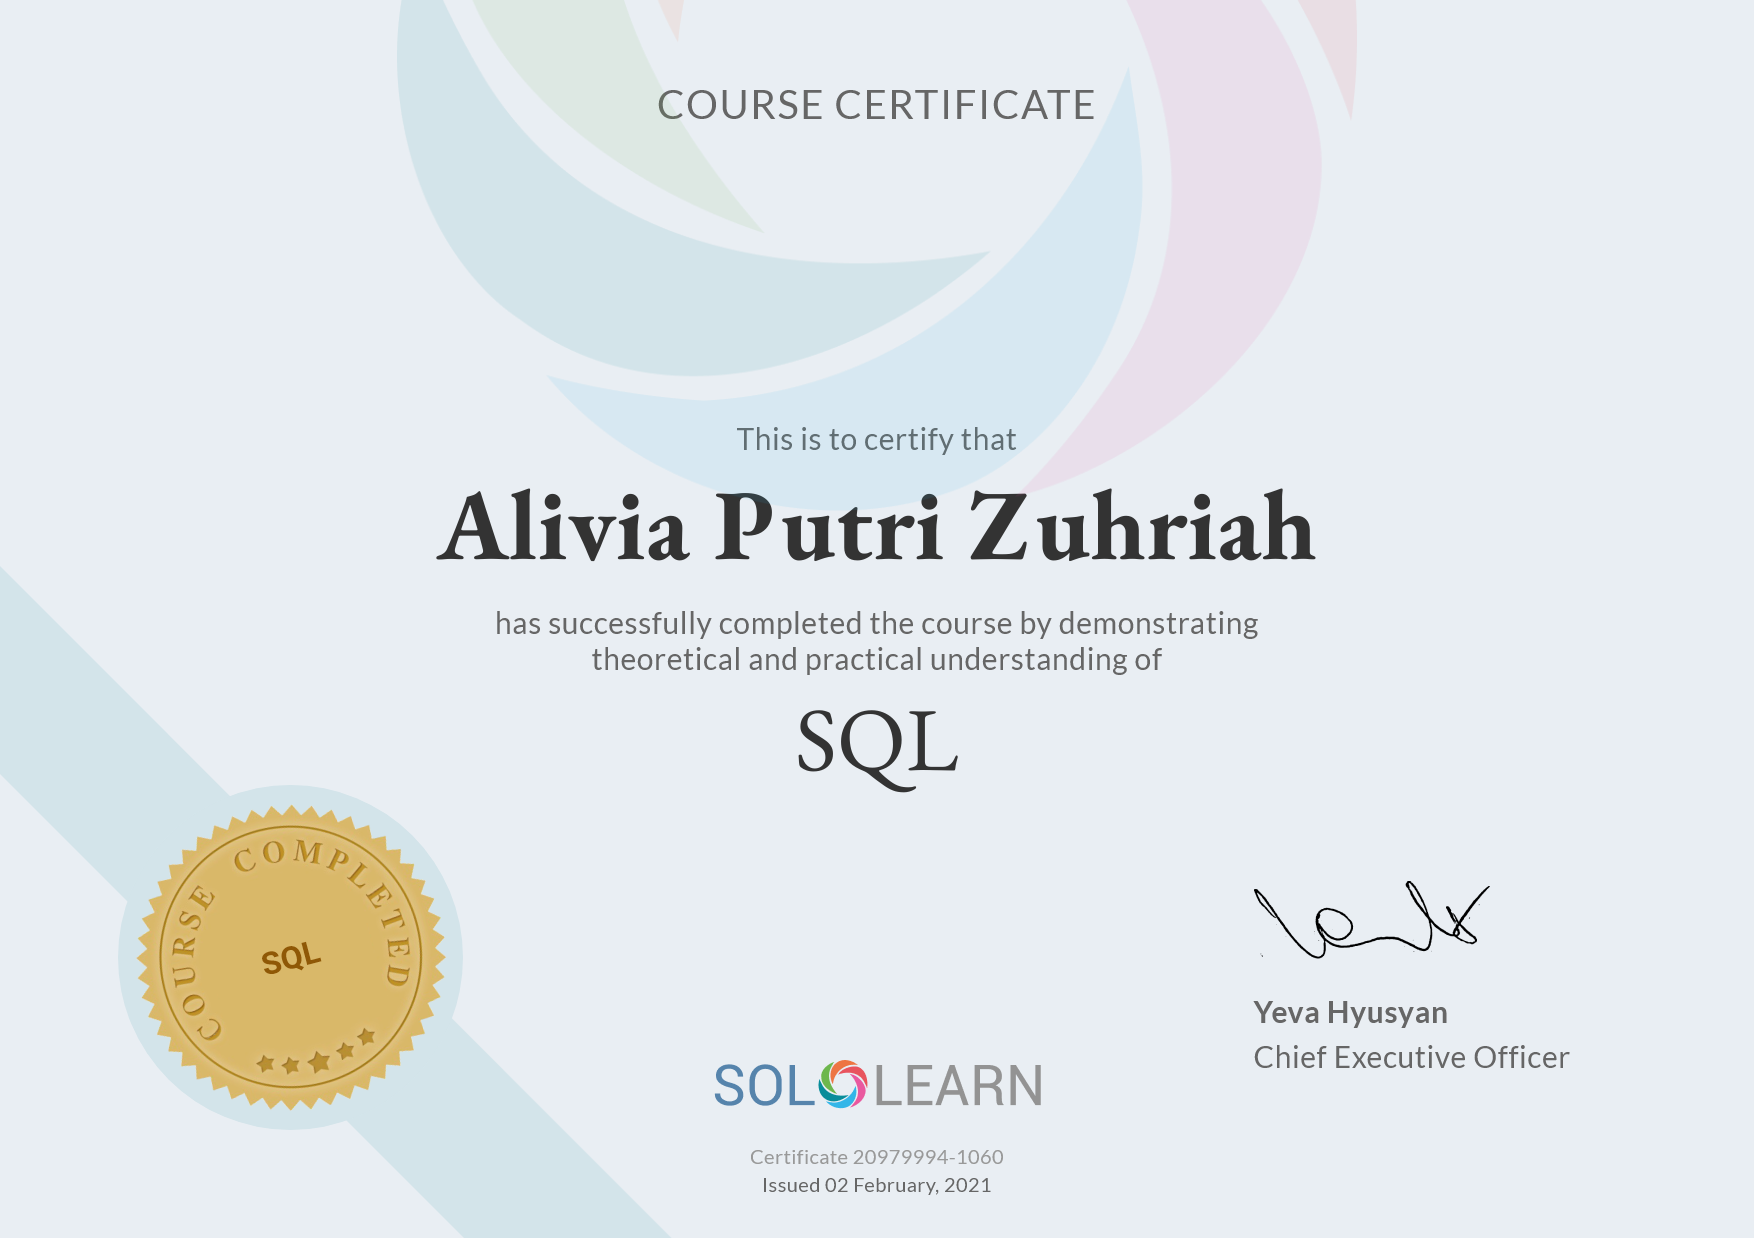 COURSE CERTIFICATE
This is to certify that
Alivia Putri Zuhriah
has successfully completed the course by demonstrating
theoretical and practical understanding of
SQL
COURSE COMPLETED
SQL
Yeva Hyusyan
Chief Executive Officer
SOLOLEARN
Certificate 20979994-1060
Issued 02 February, 2021